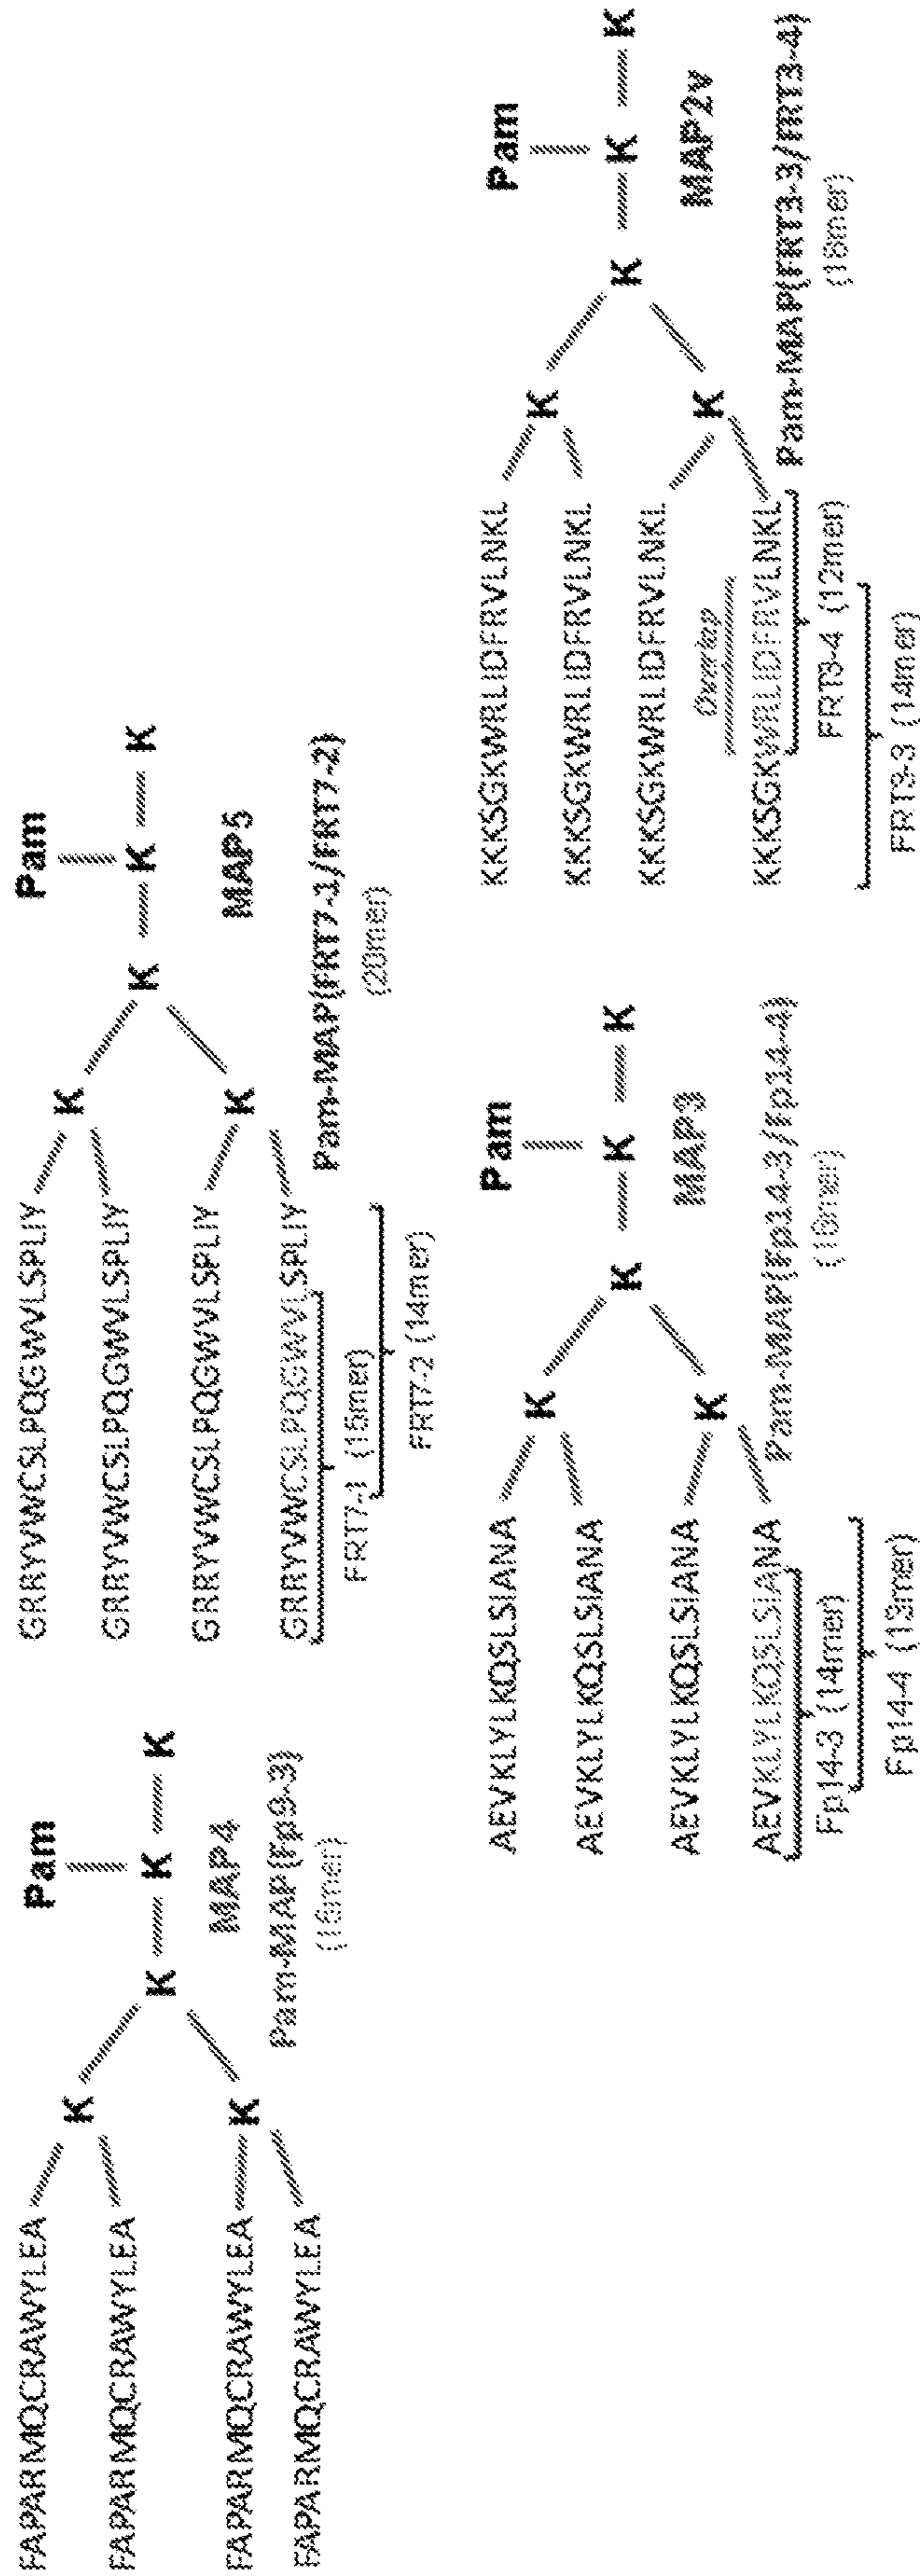 Pam
FAPARMQCRAWYLEA
K
FAPARMQCRAWYLEA
K K K
FAPARMQCRAWYLEA
K
FAPARMQCRAWYLEA
MAP4
Pam-MAP(Fp9-3)
Pam
GRRYVWCSLPQGWVLSPLIY
K
GRRYVWCSLPQGWVLSPLIY
K K K
GRRYVWCSLPQGWVLSPLIY
K
GRRYVWCSLPQGWVLSPLIY
MAP5
Pam-MAP(FRT7-1/FRT7-2)
(20mer)
FRT7-1
FRT7-2 (14mer)
Pam
AEVKLYLKQSLSIANA
K
AEVKLYLKQSLSIANA
K K K
AEVKLYLKQSLSIANA
K
AEVKLYLKQSLSIANA
MAP3
Pam-MAP(Fp14-3/Fp14-4)
Fp14-3 (14mer)
Fp14-4 (13mer)
Pam
KKKSGKWRLIDFRVLNKL
K
KKKSGKWRLIDFRVLNKL
K K K
KKKSGKWRLIDFRVLNKL
K
Overlap
KKKSGKWRLIDFRVLNKL
MAP2v
Pam-MAP(FRT3-3/FRT3-4)
(18mer)
FRT3-4 (12mer)
FRT3-3 (14mer)